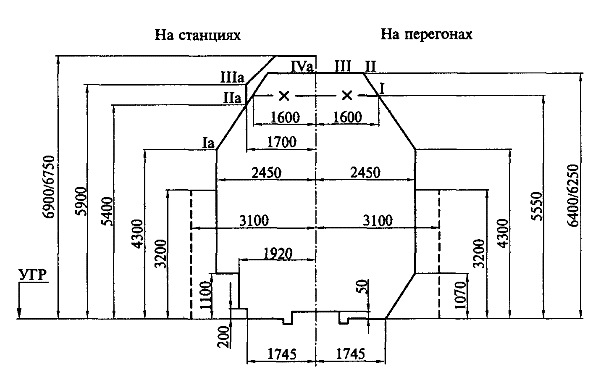 На станциях
На перегонах
IVa III II
IIIa
IIa
I
1600 1600
Ia
1700
2450 2450
3100 3100
1920
6900/6750
5900
5400
4300
3200
1100
200
50
1070
3200
4300
5550
6400/6250
УГР
1745 1745